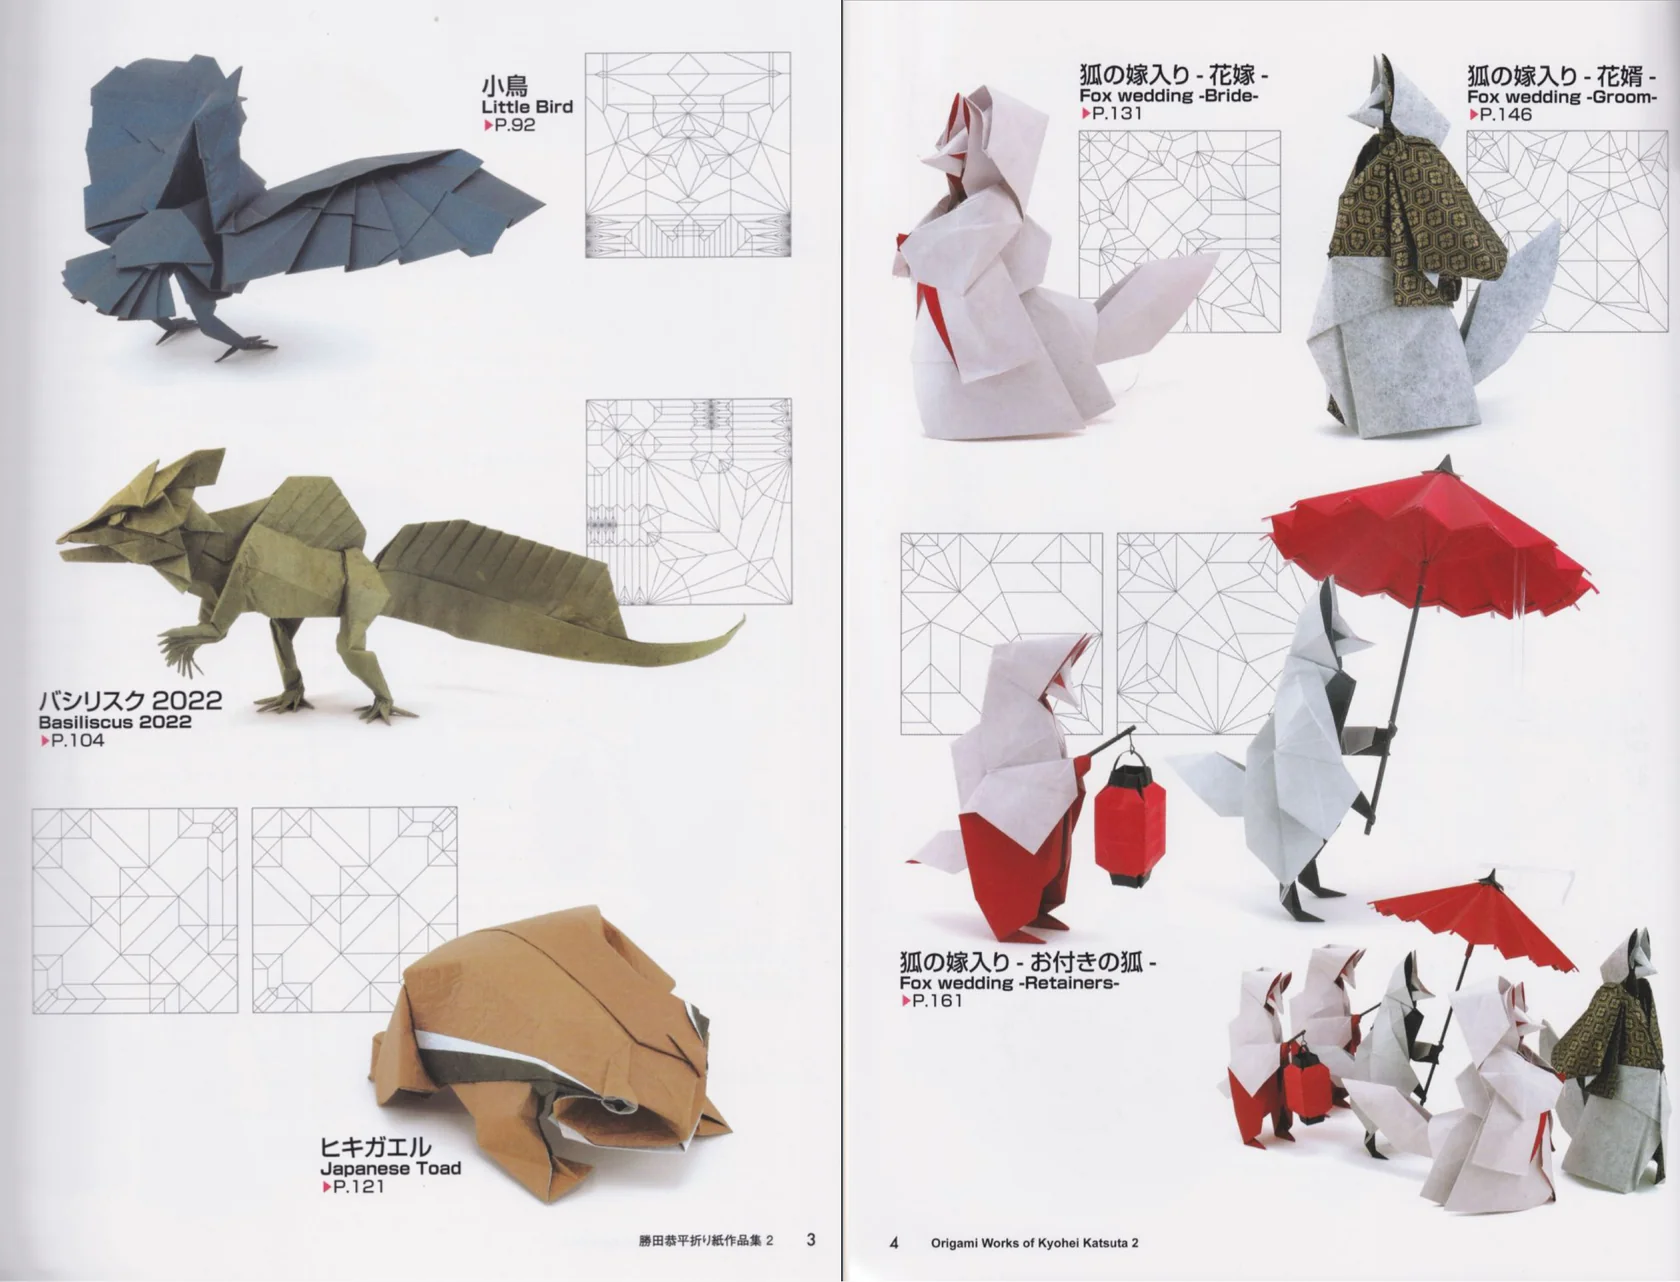 小鳥
Little Bird
▶P.92
バシリスク 2022
Basiliscus 2022
▶P.104
ヒキガエル
Japanese Toad
▶P.121
勝田恭平折り紙作品集 2 3
狐の嫁入り - 花嫁 -
Fox wedding -Bride-
▶P.131
狐の嫁入り - 花婿 -
Fox wedding -Groom-
▶P.146
狐の嫁入り - お付きの狐 -
Fox wedding -Retainers-
▶P.161
4 Origami Works of Kyohei Katsuta 2